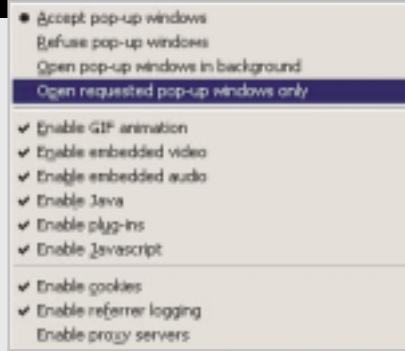 Accept pop-up windows
Refuse pop-up windows
Open pop-up windows in background
Open requested pop-up windows only
Enable GIF animation
Enable embedded video
Enable embedded audio
Enable Java
Enable plug-ins
Enable Javascript
Enable cookies
Enable referrer logging
Enable proxy servers